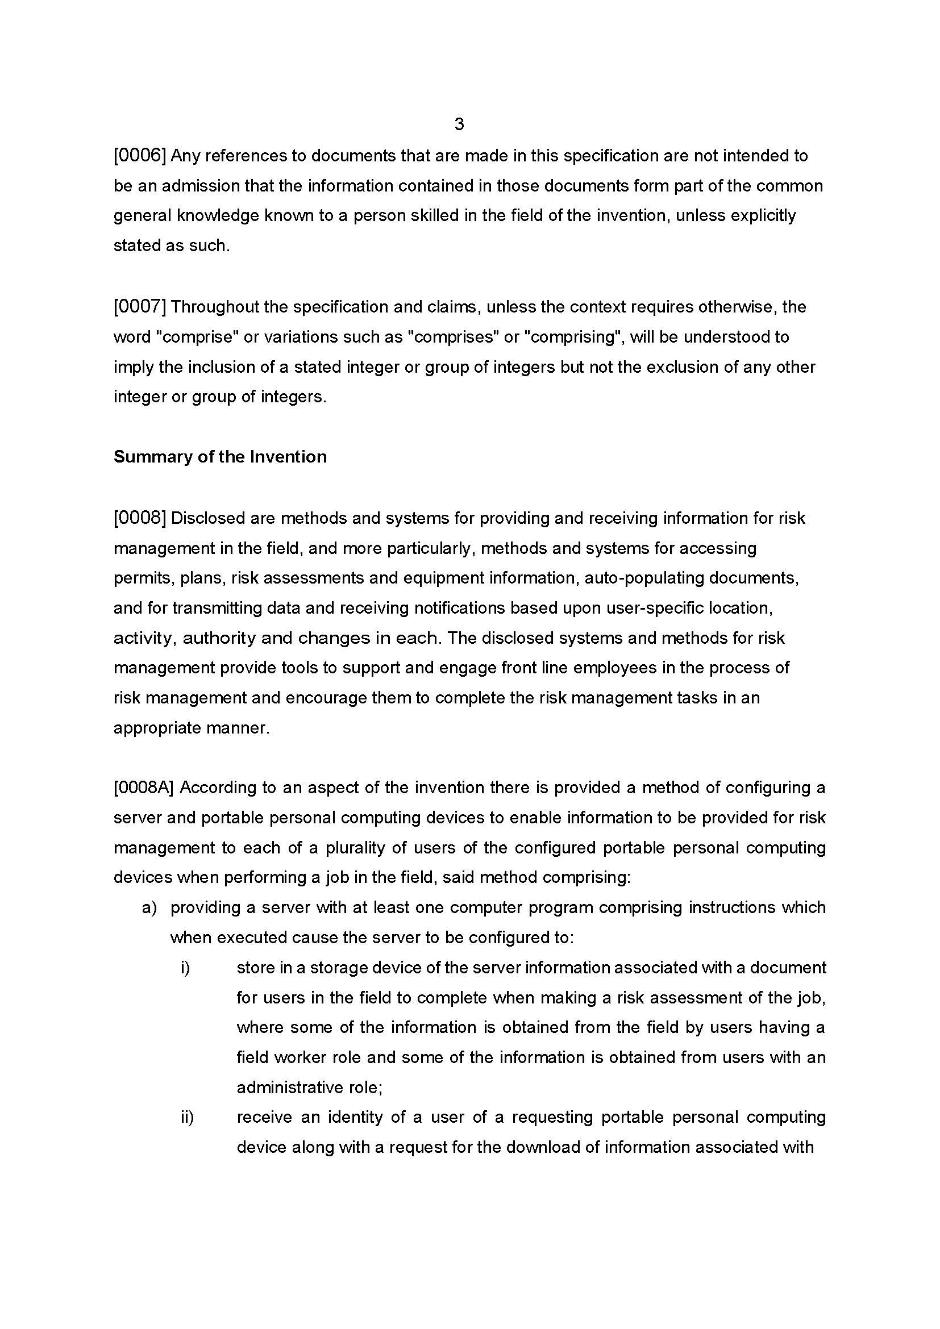 3
[0006] Any references to documents that are made in this specification are not intended to
be an admission that the information contained in those documents form part of the common
general knowledge known to a person skilled in the field of the invention, unless explicitly
stated as such.
[0007] Throughout the specification and claims, unless the context requires otherwise, the
word "comprise" or variations such as "comprises" or "comprising", will be understood to
imply the inclusion of a stated integer or group of integers but not the exclusion of any other
integer or group of integers.
Summary of the Invention
[0008] Disclosed are methods and systems for providing and receiving information for risk
management in the field, and more particularly, methods and systems for accessing
permits, plans, risk assessments and equipment information, auto-populating documents,
and for transmitting data and receiving notifications based upon user-specific location,
activity, authority and changes in each. The disclosed systems and methods for risk
management provide tools to support and engage front line employees in the process of
risk management and encourage them to complete the risk management tasks in an
appropriate manner.
[0008A] According to an aspect of the invention there is provided a method of configuring a
server and portable personal computing devices to enable information to be provided for risk
management to each of a plurality of users of the configured portable personal computing
devices when performing a job in the field, said method comprising:
a) providing a server with at least one computer program comprising instructions which
when executed cause the server to be configured to:
i) store in a storage device of the server information associated with a document
for users in the field to complete when making a risk assessment of the job,
where some of the information is obtained from the field by users having a
field worker role and some of the information is obtained from users with an
administrative role;
ii) receive an identity of a user of a requesting portable personal computing
device along with a request for the download of information associated with